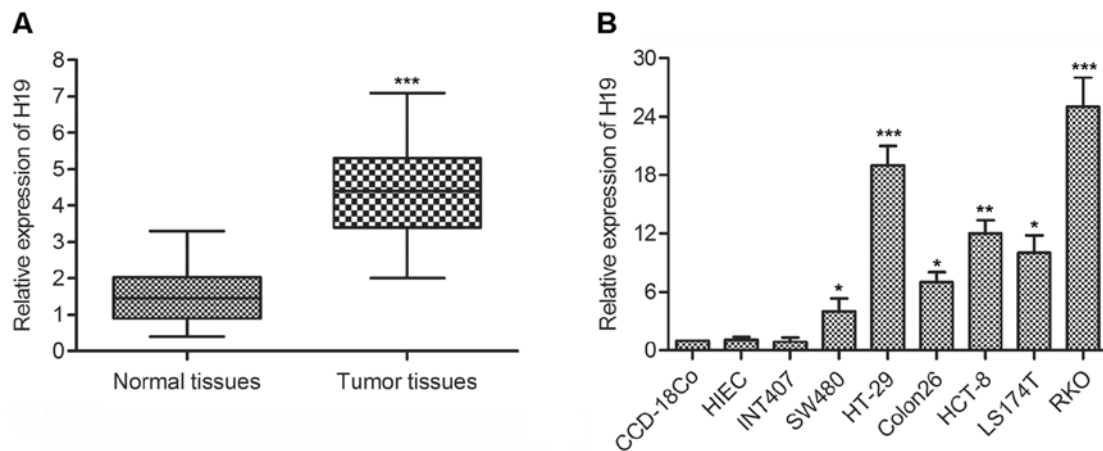 A
Relative expression of H19
8
7
6
5
4
3
2
1
0
***
Normal tissues
Tumor tissues
B
Relative expression of H19
30
24
18
12
6
0
*
***
*
**
*
***
CCD-18Co
HIEC
INT407
SW480
HT-29
Colon26
HCT-8
LS174T
RKO